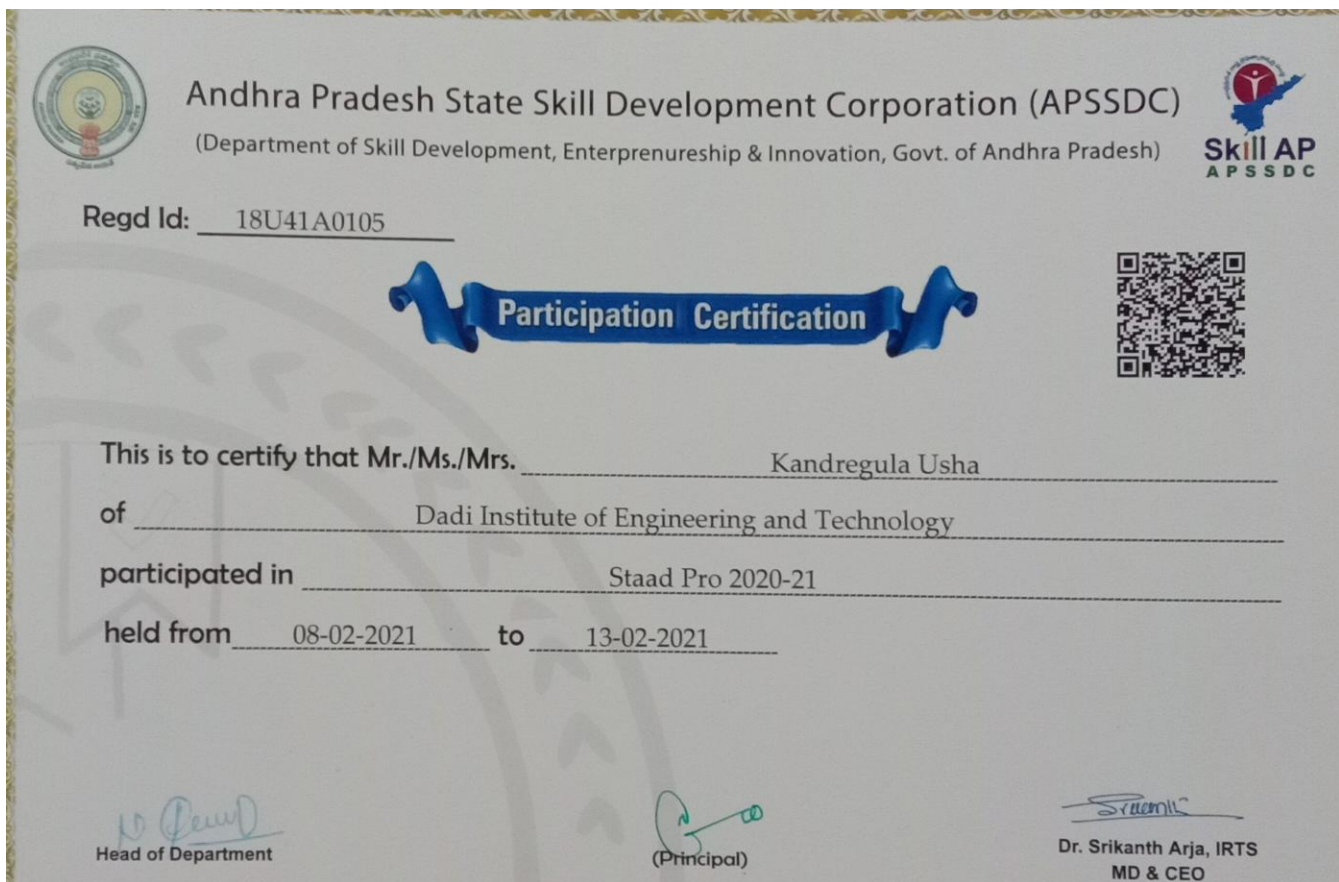 Andhra Pradesh State Skill Development Corporation (APSSDC)
(Department of Skill Development, Enterprenureship & Innovation, Govt. of Andhra Pradesh)
Skill AP
APSSDC
Regd Id: 18U41A0105
Participation Certification
This is to certify that Mr./Ms./Mrs. Kandregula Usha
of Dadi Institute of Engineering and Technology
participated in Staad Pro 2020-21
held from 08-02-2021 to 13-02-2021
Head of Department
(Principal)
Dr. Srikanth Arja, IRTS
MD & CEO